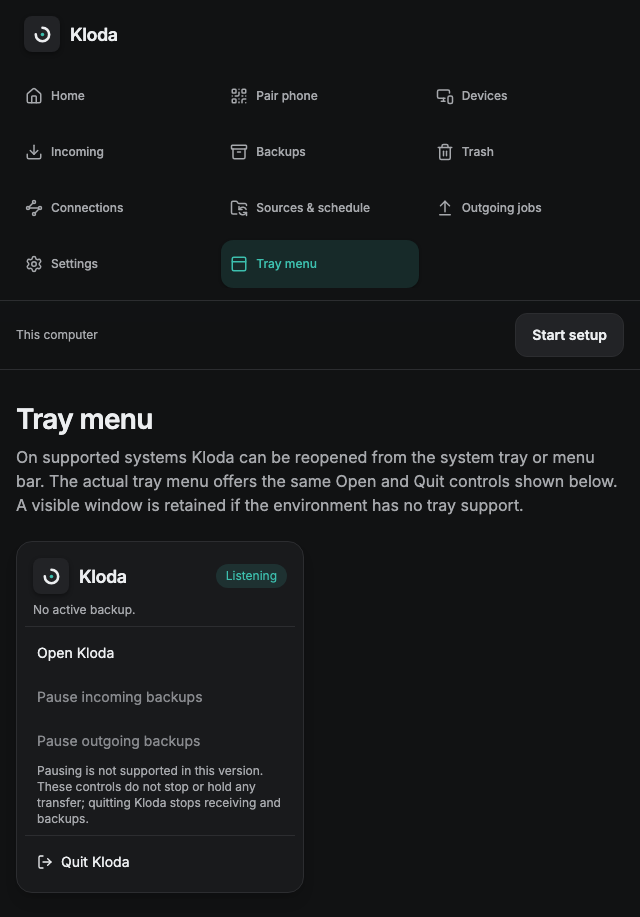 Kloda
Home
Pair phone
Devices
Incoming
Backups
Trash
Connections
Sources & schedule
Outgoing jobs
Settings
Tray menu
This computer
Start setup
Tray menu
On supported systems Kloda can be reopened from the system tray or menu
bar. The actual tray menu offers the same Open and Quit controls shown below.
A visible window is retained if the environment has no tray support.
Kloda
Listening
No active backup.
Open Kloda
Pause incoming backups
Pause outgoing backups
Pausing is not supported in this version.
These controls do not stop or hold any
transfer; quitting Kloda stops receiving and
backups.
Quit Kloda